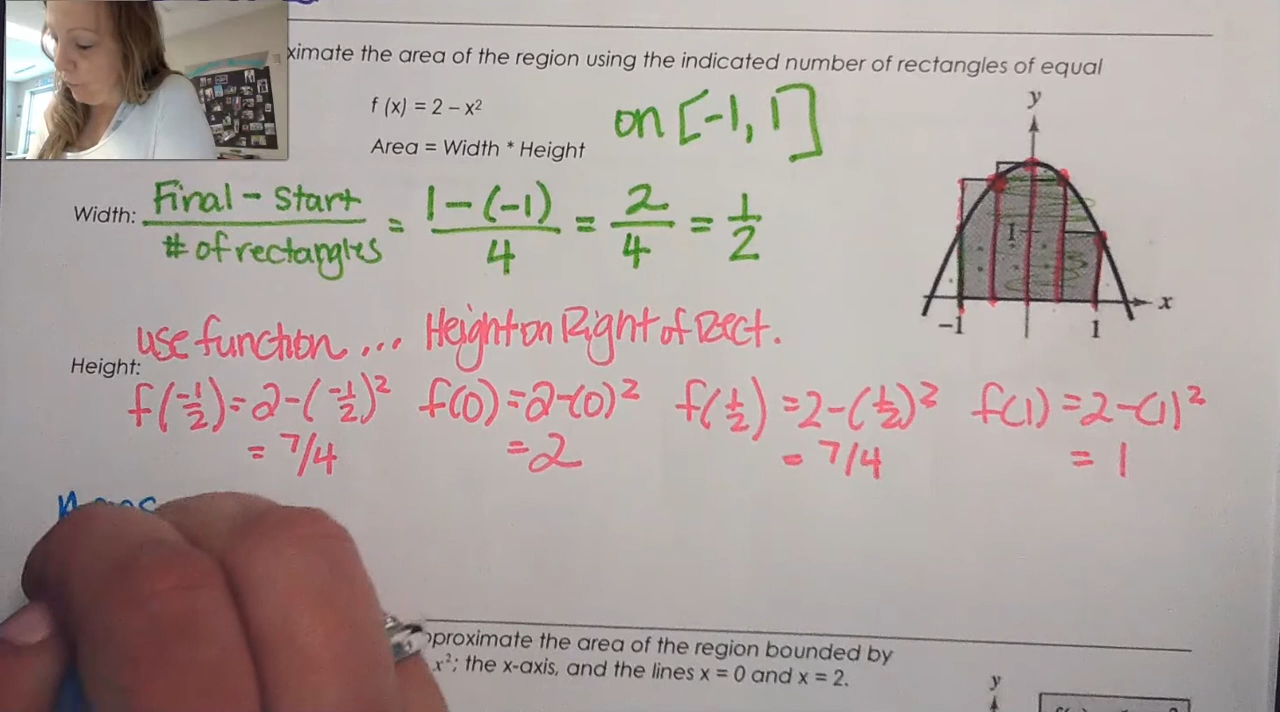 ximate the area of the region using the indicated number of rectangles of equal
f (x) = 2 – x²
on [-1, 1]
Area = Width * Height
Width: Final - Start / # of rectangles = 1-(-1) / 4 = 2/4 = 1/2
y
1
x
-1
1
use function... Height on Right of Rect.
Height:
f(-1/2) = 2-(-1/2)² f(0) = 2-(0)² f(1/2) = 2-(1/2)² f(1) = 2-(1)²
= 7/4 = 2 = 7/4 = 1
proximate the area of the region bounded by
x²; the x-axis, and the lines x = 0 and x = 2.
y